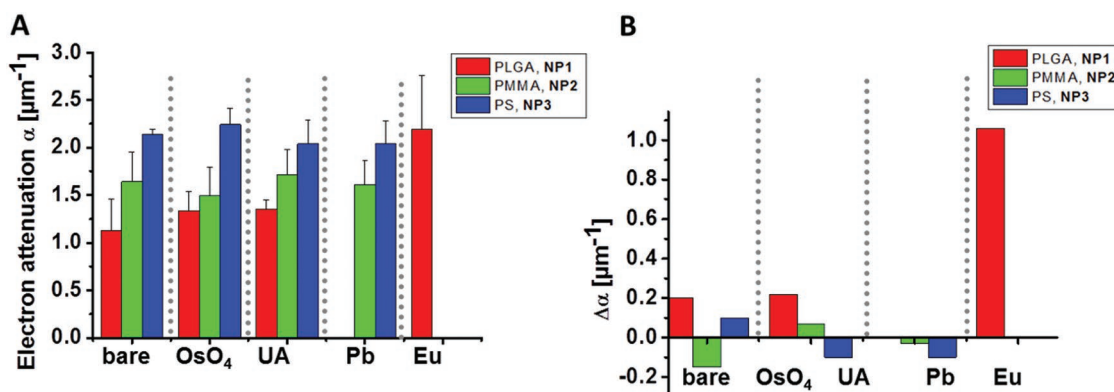 A
Electron attenuation α [µm⁻¹]
3.0
2.5
2.0
1.5
1.0
0.5
0.0
bare OsO₄ UA Pb Eu
PLGA, NP1
PMMA, NP2
PS, NP3
B
Δα [µm⁻¹]
1.0
0.8
0.6
0.4
0.2
0.0
-0.2
bare OsO₄ UA Pb Eu
PLGA, NP1
PMMA, NP2
PS, NP3